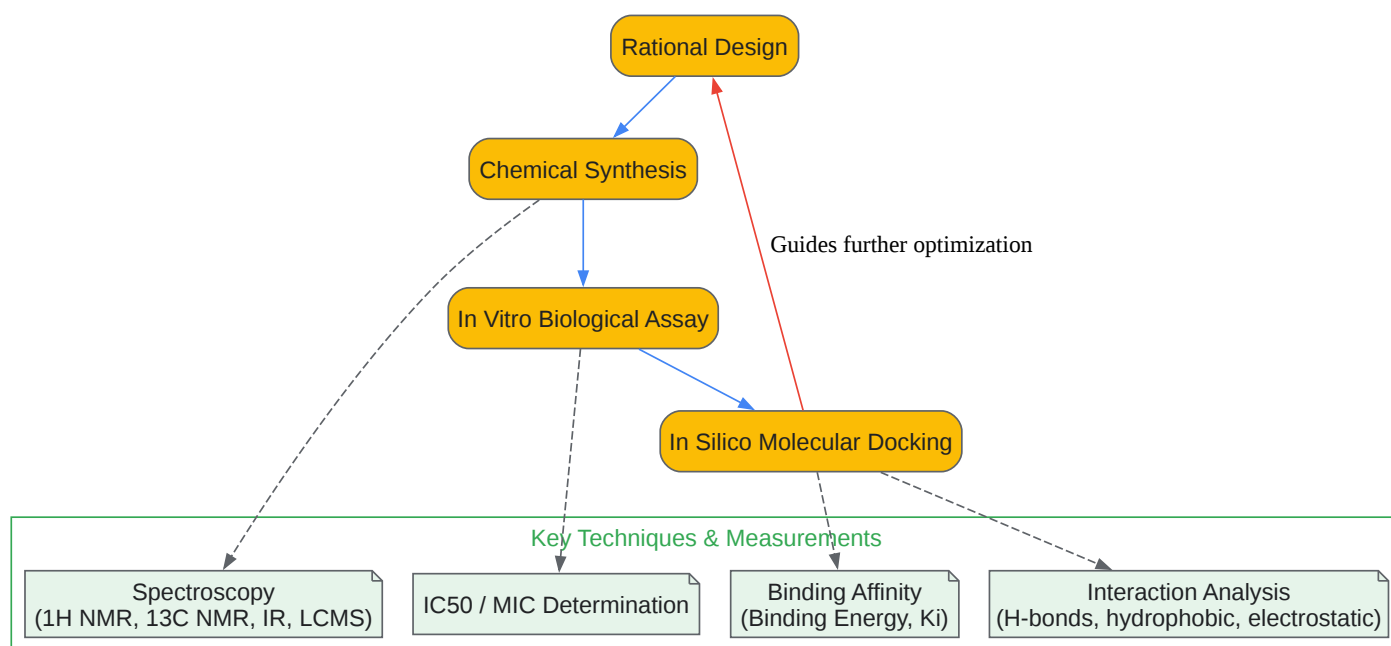 Rational Design
Chemical Synthesis
Guides further optimization
In Vitro Biological Assay
In Silico Molecular Docking
Key Techniques & Measurements
Spectroscopy
(1H NMR, 13C NMR, IR, LCMS)
IC50 / MIC Determination
Binding Affinity
(Binding Energy, Ki)
Interaction Analysis
(H-bonds, hydrophobic, electrostatic)